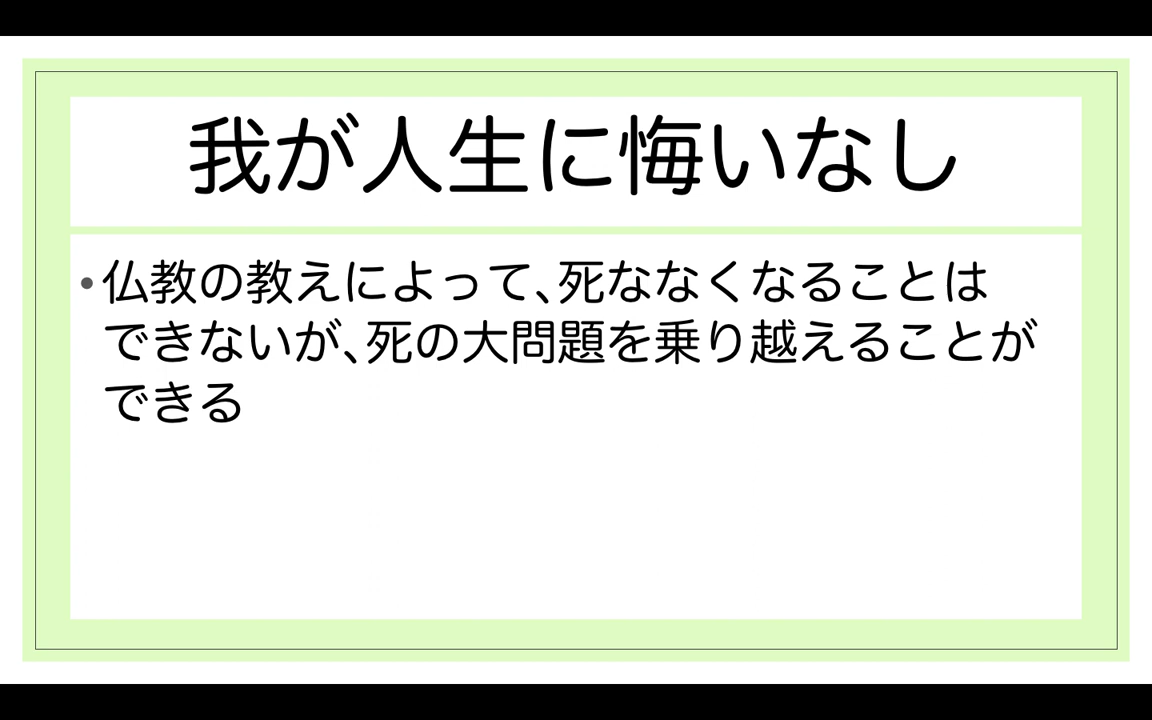 我が人生に悔いなし
•仏教の教えによって、死ななくなることは
できないが、死の大問題を乗り越えることが
できる